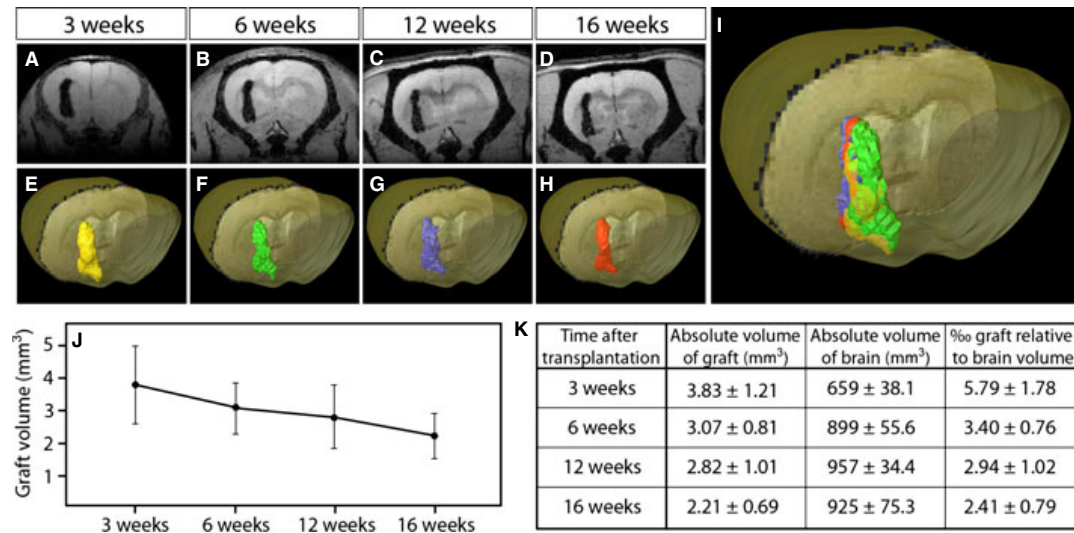 3 weeks 6 weeks 12 weeks 16 weeks
A B C D I
E F G H
J
Graft volume (mm³)
5
4
3
2
1
3 weeks 6 weeks 12 weeks 16 weeks
K
Time after transplantation
Absolute volume of graft (mm³)
Absolute volume of brain (mm³)
‰ graft relative to brain volume
3 weeks 3.83 ± 1.21 659 ± 38.1 5.79 ± 1.78
6 weeks 3.07 ± 0.81 899 ± 55.6 3.40 ± 0.76
12 weeks 2.82 ± 1.01 957 ± 34.4 2.94 ± 1.02
16 weeks 2.21 ± 0.69 925 ± 75.3 2.41 ± 0.79